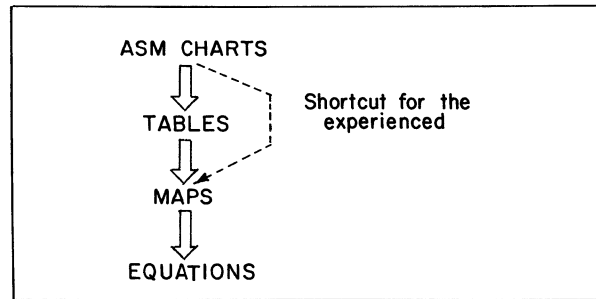 ASM CHARTS
Shortcut for the
experienced
TABLES
MAPS
EQUATIONS